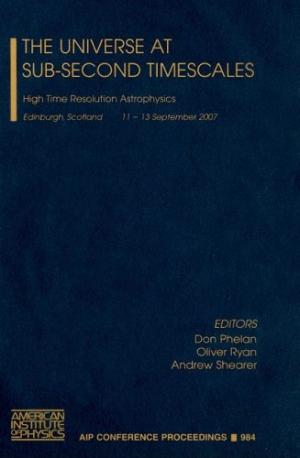 THE UNIVERSE AT
SUB-SECOND TIMESCALES
High Time Resolution Astrophysics
Edinburgh, Scotland 11 – 13 September 2007
EDITORS
Don Phelan
Oliver Ryan
Andrew Shearer
AMERICAN
INSTITUTE
OF PHYSICS
AIP CONFERENCE PROCEEDINGS ■ 984